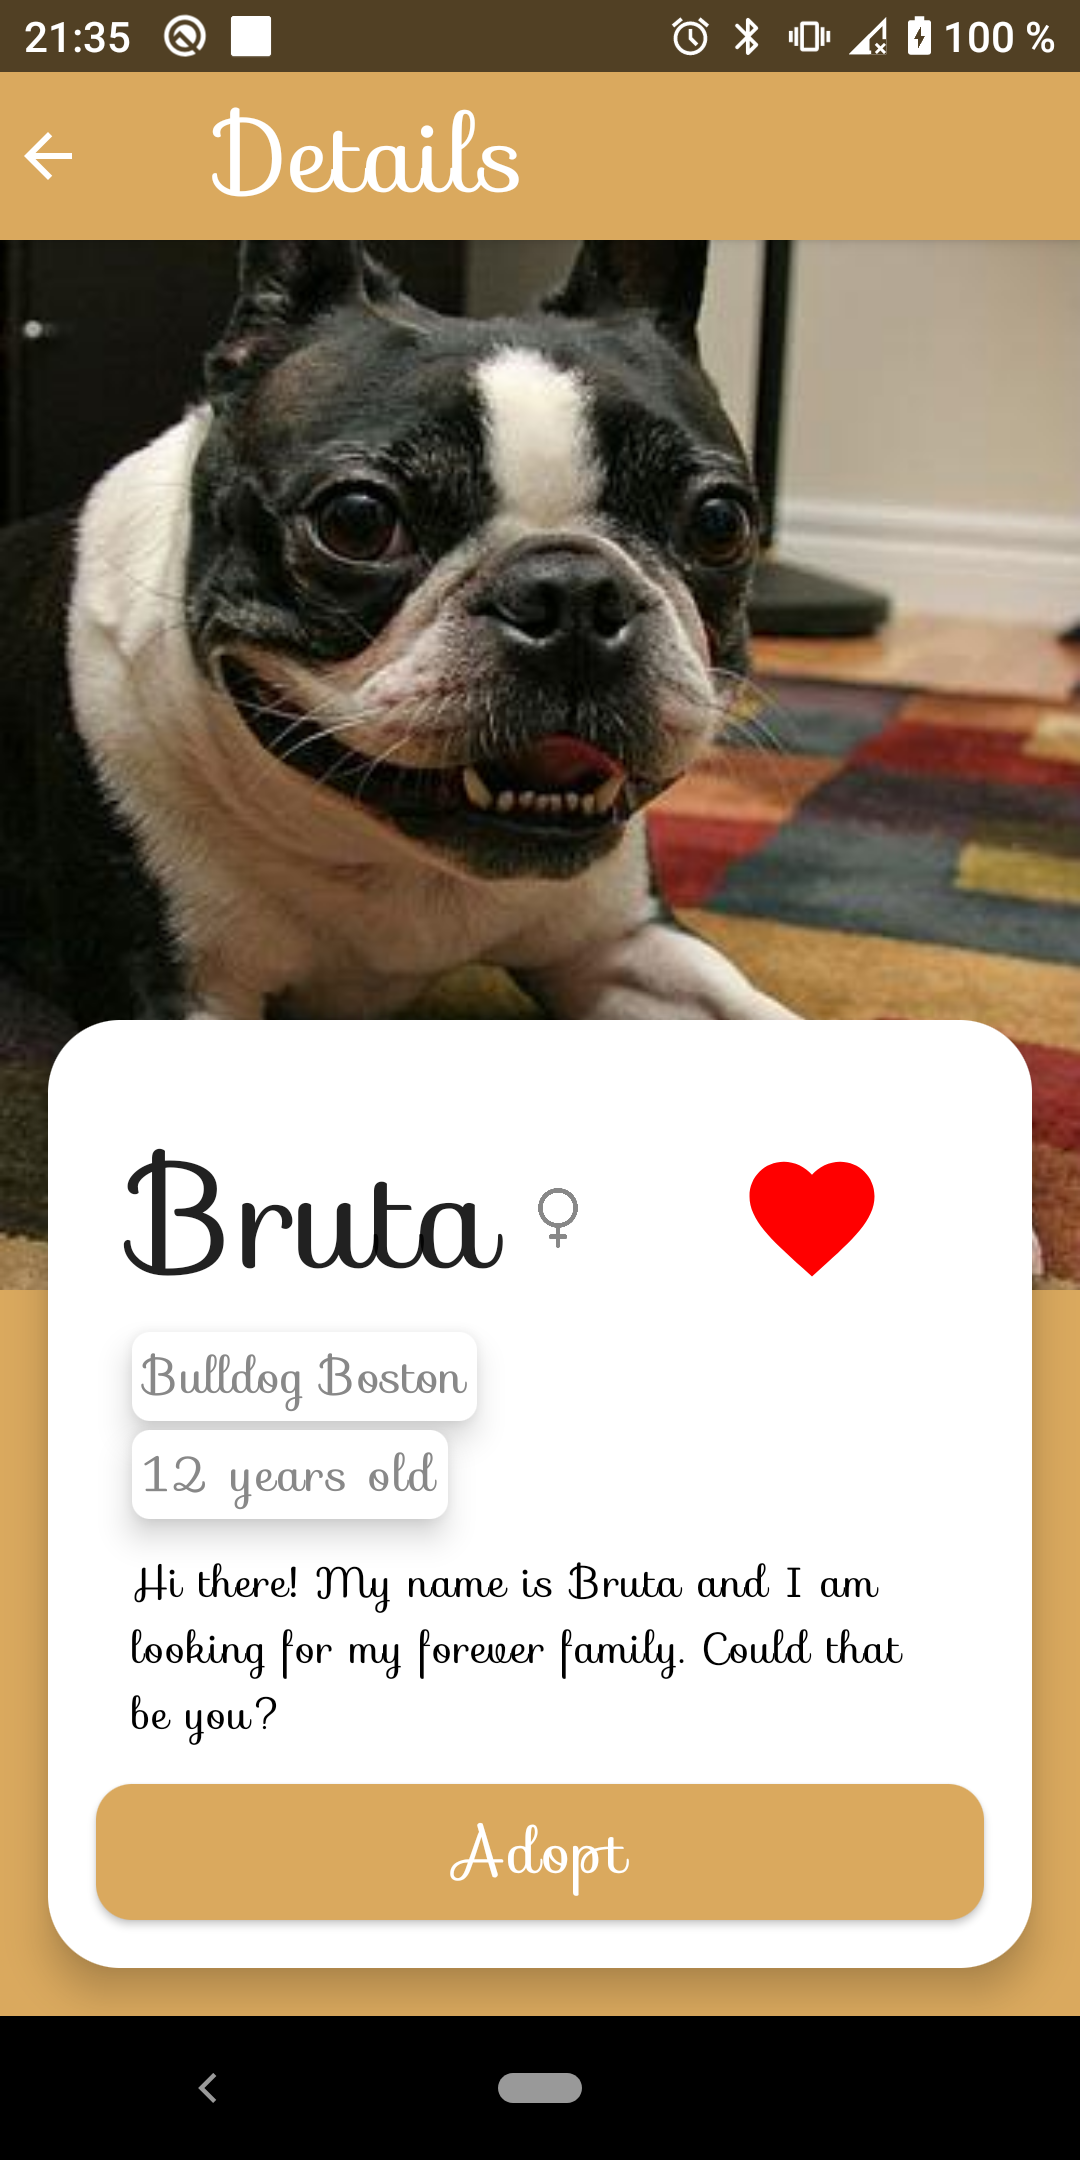 21:35 100 %
Details
Bruta
Bulldog Boston
12 years old
Hi there! My name is Bruta and I am
looking for my forever family. Could that
be you?
Adopt